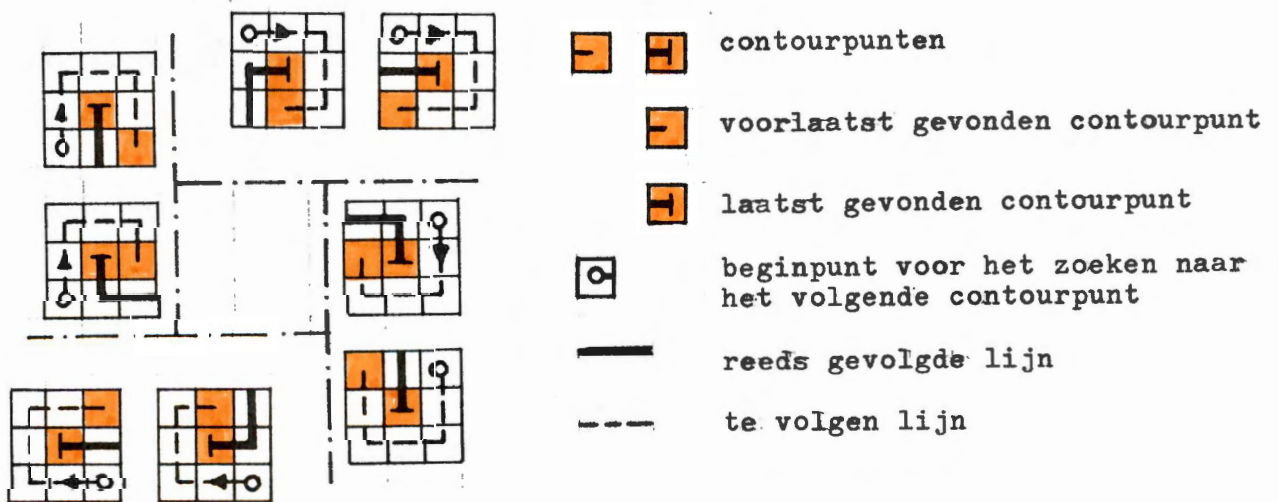 contourpunten
voorlaatst gevonden contourpunt
laatst gevonden contourpunt
beginpunt voor het zoeken naar
het volgende contourpunt
reeds gevolgde lijn
te volgen lijn